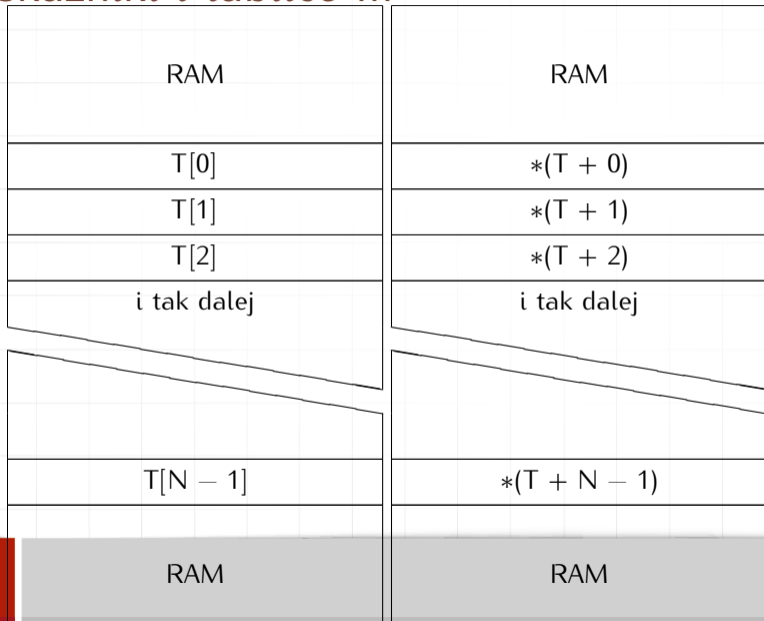 RAM
T[0]
T[1]
T[2]
i tak dalej
T[N − 1]
RAM
RAM
*(T + 0)
*(T + 1)
*(T + 2)
i tak dalej
*(T + N − 1)
RAM